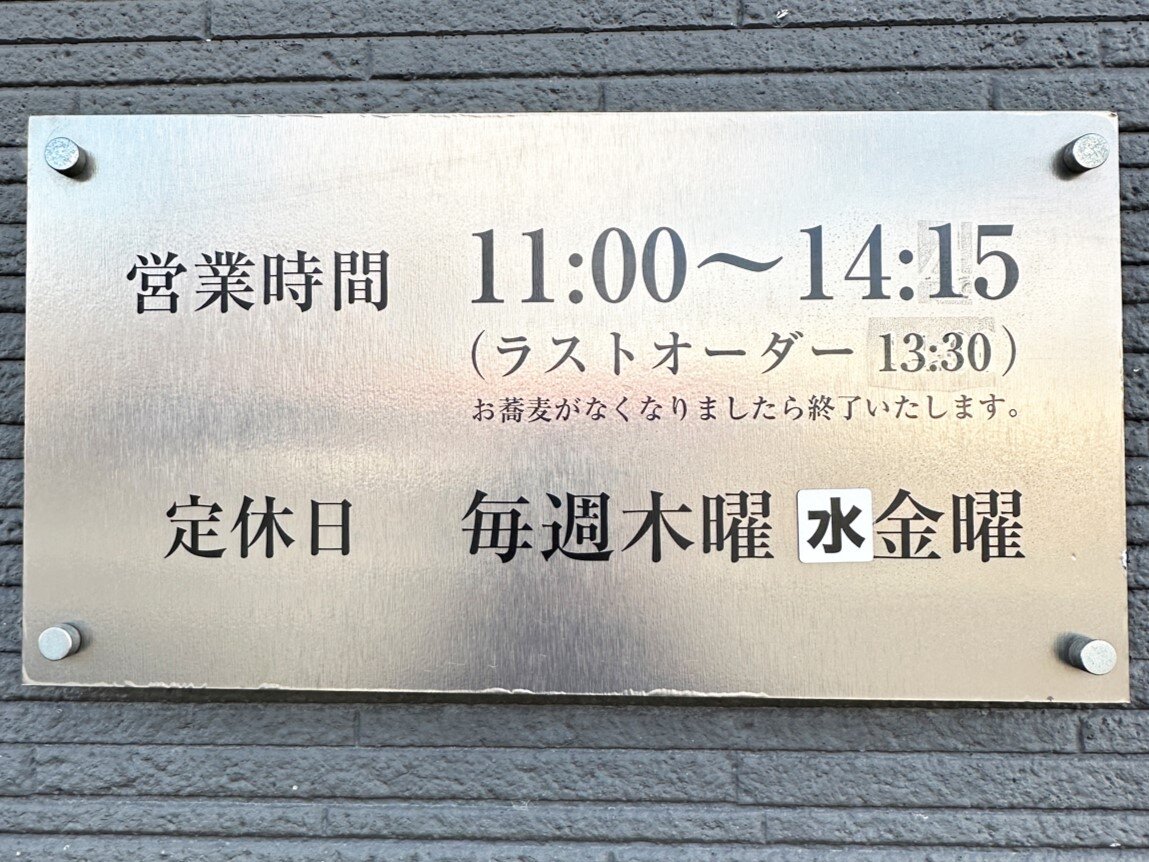 営業時間 11:00〜14:15
(ラストオーダー 13:30)
お蕎麦がなくなりましたら終了いたします。
定休日 毎週木曜 水 金曜